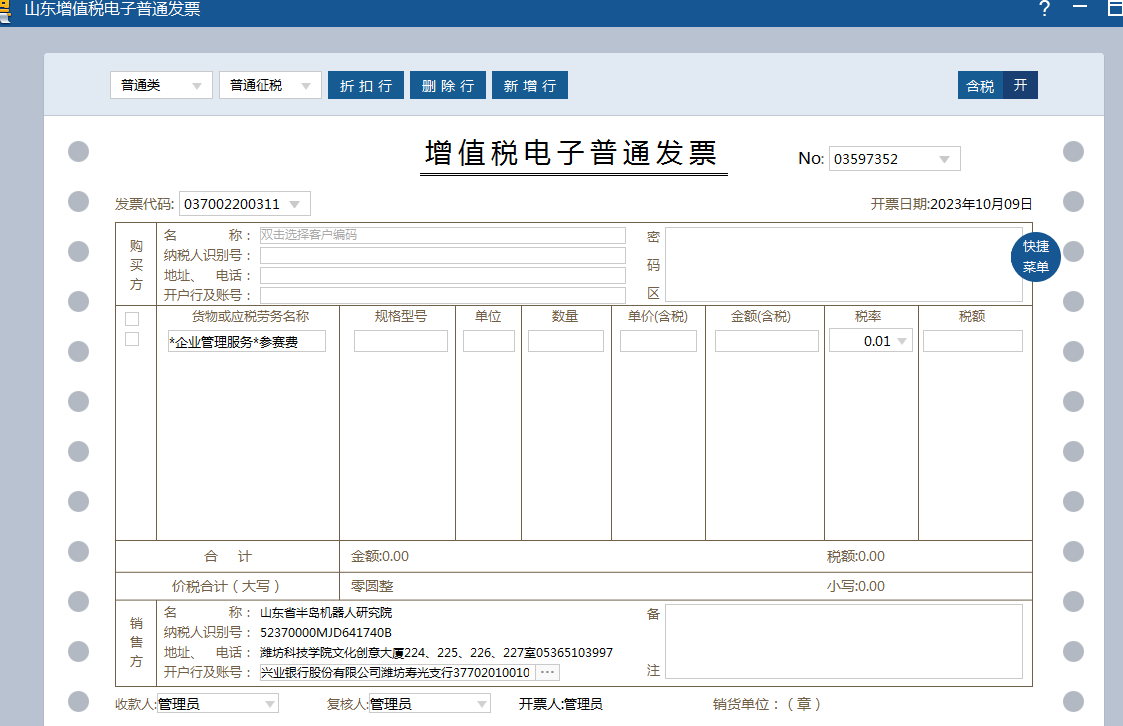 山东增值税电子普通发票 ?
普通类 普通征税 折扣行 删除行 新增行 含税 开
增值税电子普通发票 No: 03597352
发票代码: 037002200311 开票日期:2023年10月09日
购买方
名 称： 双击选择客户编码
纳税人识别号：
地址、 电话：
开户行及账号：
密码区
快捷菜单
货物或应税劳务名称 规格型号 单位 数量 单价(含税) 金额(含税) 税率 税额
*企业管理服务*参赛费 0.01
合 计 金额:0.00 税额:0.00
价税合计（大写） 零圆整 小写:0.00
销售方
名 称： 山东省半岛机器人研究院
纳税人识别号： 52370000MJD641740B
地址、 电话： 潍坊科技学院文化创意大厦224、225、226、227室05365103997
开户行及账号： 兴业银行股份有限公司潍坊寿光支行37702010010 ...
备注
收款人:管理员 复核人:管理员 开票人:管理员 销货单位：（章）